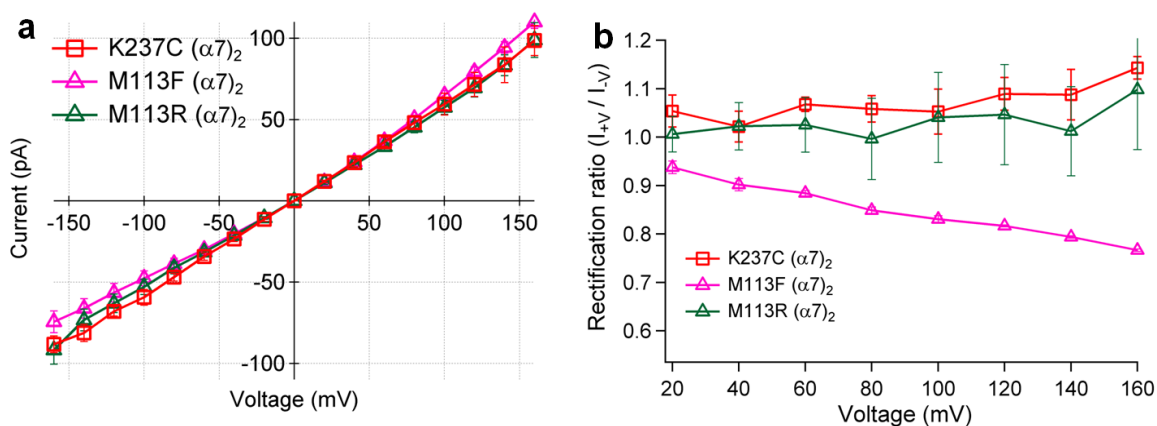 a
K237C (α7)₂
M113F (α7)₂
M113R (α7)₂
Current (pA)
100
50
-50
-100
-150
-100
-50
50
100
150
Voltage (mV)
b
Rectification ratio (I+V / I-V)
1.2
1.1
1.0
0.9
0.8
0.7
0.6
K237C (α7)₂
M113F (α7)₂
M113R (α7)₂
20
40
60
80
100
120
140
160
Voltage (mV)